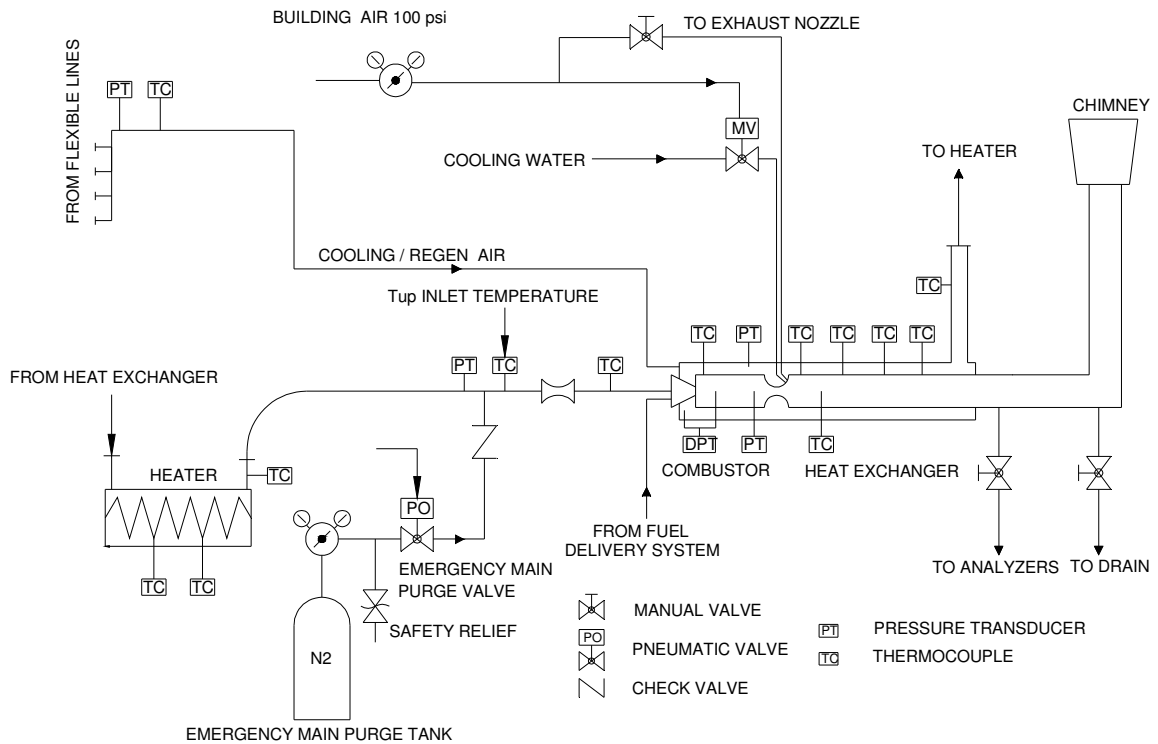 BUILDING AIR 100 psi
TO EXHAUST NOZZLE
FROM FLEXIBLE LINES
PT
TC
MV
CHIMNEY
COOLING WATER
TO HEATER
COOLING / REGEN AIR
TC
Tup INLET TEMPERATURE
TC
PT
TC
TC
TC
TC
FROM HEAT EXCHANGER
PT
TC
TC
DPT
PT
TC
HEATER
TC
COMBUSTOR
HEAT EXCHANGER
PO
FROM FUEL
DELIVERY SYSTEM
TO ANALYZERS
TO DRAIN
EMERGENCY MAIN
PURGE VALVE
TC
TC
SAFETY RELIEF
N2
EMERGENCY MAIN PURGE TANK
MANUAL VALVE
PO
PNEUMATIC VALVE
CHECK VALVE
PT
PRESSURE TRANSDUCER
TC
THERMOCOUPLE